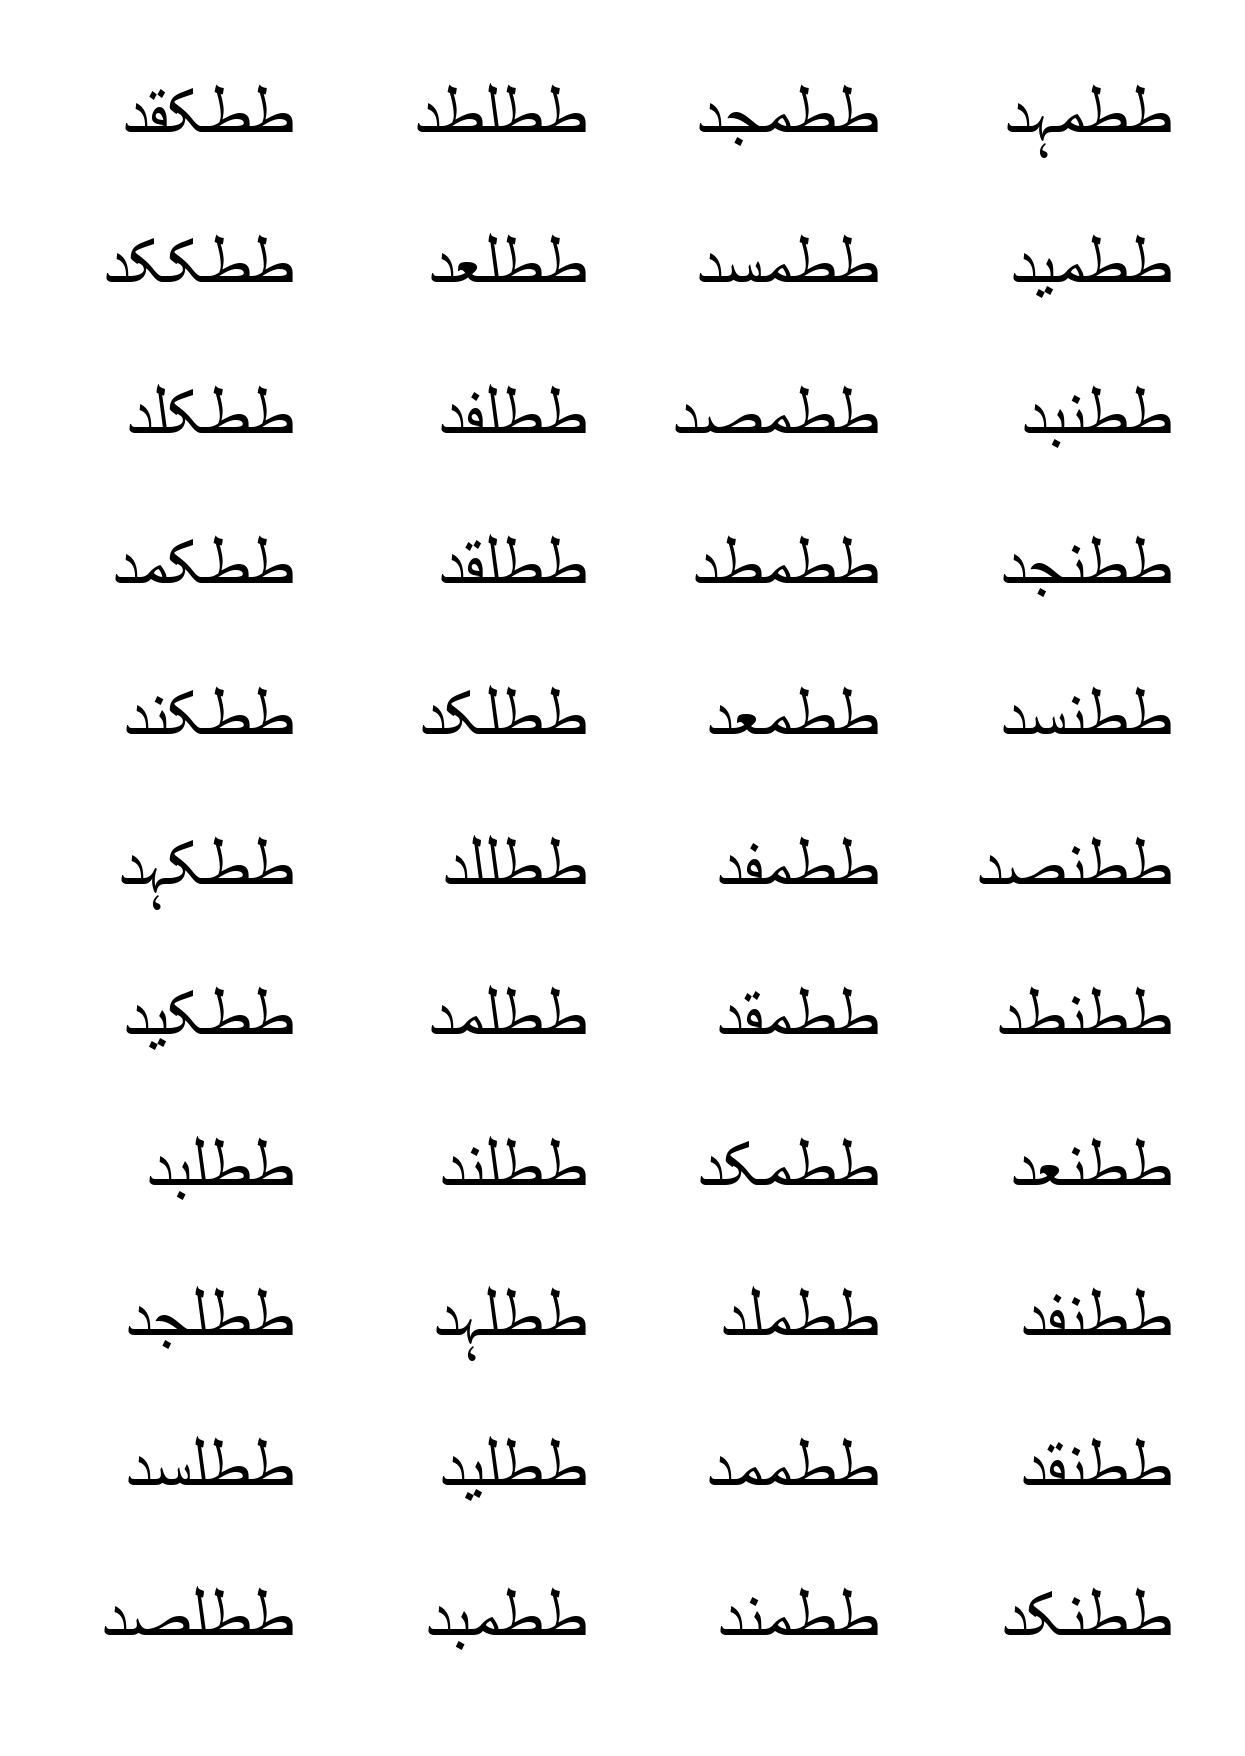 ططمہد ططمجد ططلطد ططکقد
ططمید ططمسد ططلعد ططککد
ططنبد ططمصد ططلفد ططکلد
ططنجد ططمطد ططلقد ططکمد
ططنسد ططمعد ططلکد ططکند
ططنصد ططمفد ططللد ططکہد
ططنطد ططمقد ططلمد ططکید
ططنعد ططمکد ططلند ططلبد
ططنفد ططملد ططلہد ططلجد
ططنقد ططممد ططلید ططلسد
ططنکد ططمند ططمبد ططلصد